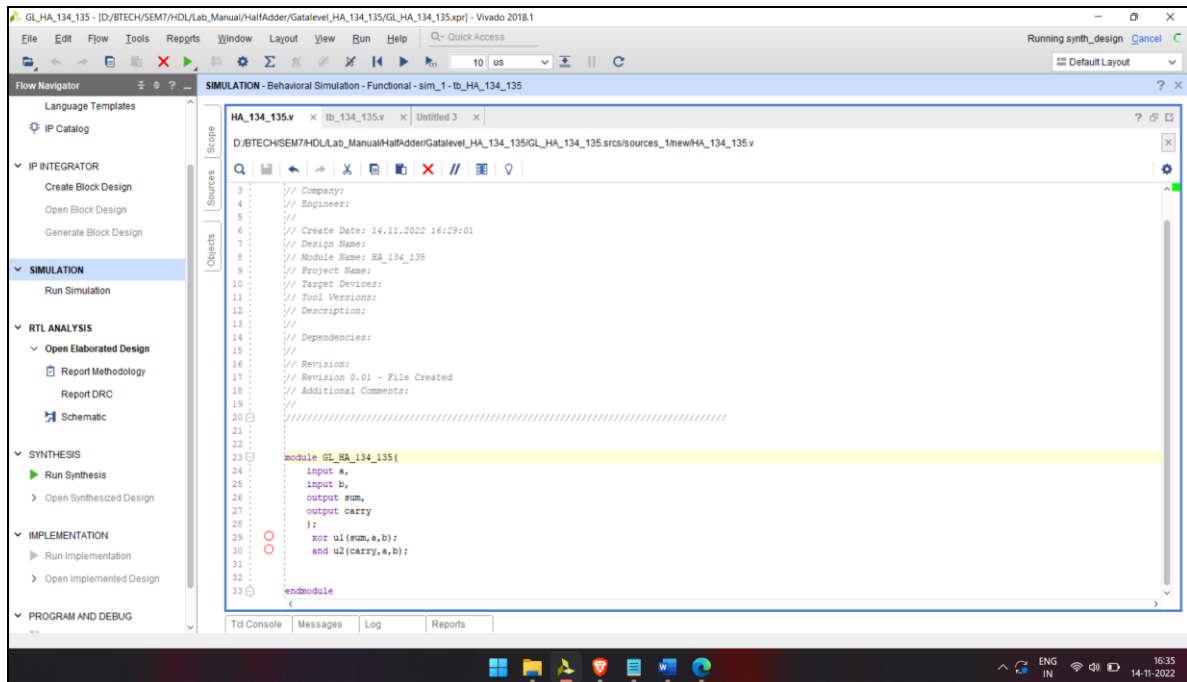 GL_HA_134_135 - [D:/BTECH/SEM7/HDL/Lab_Manual/HalfAdder/Gatalevel_HA_134_135/GL_HA_134_135.xpr] - Vivado 2018.1
File Edit Flow Tools Reports Window Layout View Run Help Q- Quick Access
Running synth_design Cancel
10 us
Default Layout
Flow Navigator
Language Templates
IP Catalog
IP INTEGRATOR
Create Block Design
Open Block Design
Generate Block Design
SIMULATION
Run Simulation
RTL ANALYSIS
Open Elaborated Design
Report Methodology
Report DRC
Schematic
SYNTHESIS
Run Synthesis
Open Synthesized Design
IMPLEMENTATION
Run Implementation
Open Implemented Design
PROGRAM AND DEBUG
SIMULATION - Behavioral Simulation - Functional - sim_1 - tb_HA_134_135
Scope
Sources
Objects
HA_134_135.v × tb_134_135.v × Untitled 3 ×
D:/BTECH/SEM7/HDL/Lab_Manual/HalfAdder/Gatalevel_HA_134_135/GL_HA_134_135.srcs/sources_1/new/HA_134_135.v
3 // Company:
4 // Engineer:
5 //
6 // Create Date: 14.11.2022 16:29:01
7 // Design Name:
8 // Module Name: HA_134_135
9 // Project Name:
10 // Target Devices:
11 // Tool Versions:
12 // Description:
13 //
14 // Dependencies:
15 //
16 // Revision:
17 // Revision 0.01 - File Created
18 // Additional Comments:
19 //
20 //////////////////////////////////////////////////////////////////////////////////
21
22
23 module GL_HA_134_135(
24 input a,
25 input b,
26 output sum,
27 output carry
28 );
29 xor u1(sum,a,b);
30 and u2(carry,a,b);
31
32
33 endmodule
Tcl Console Messages Log Reports
ENG
IN
16:35
14-11-2022